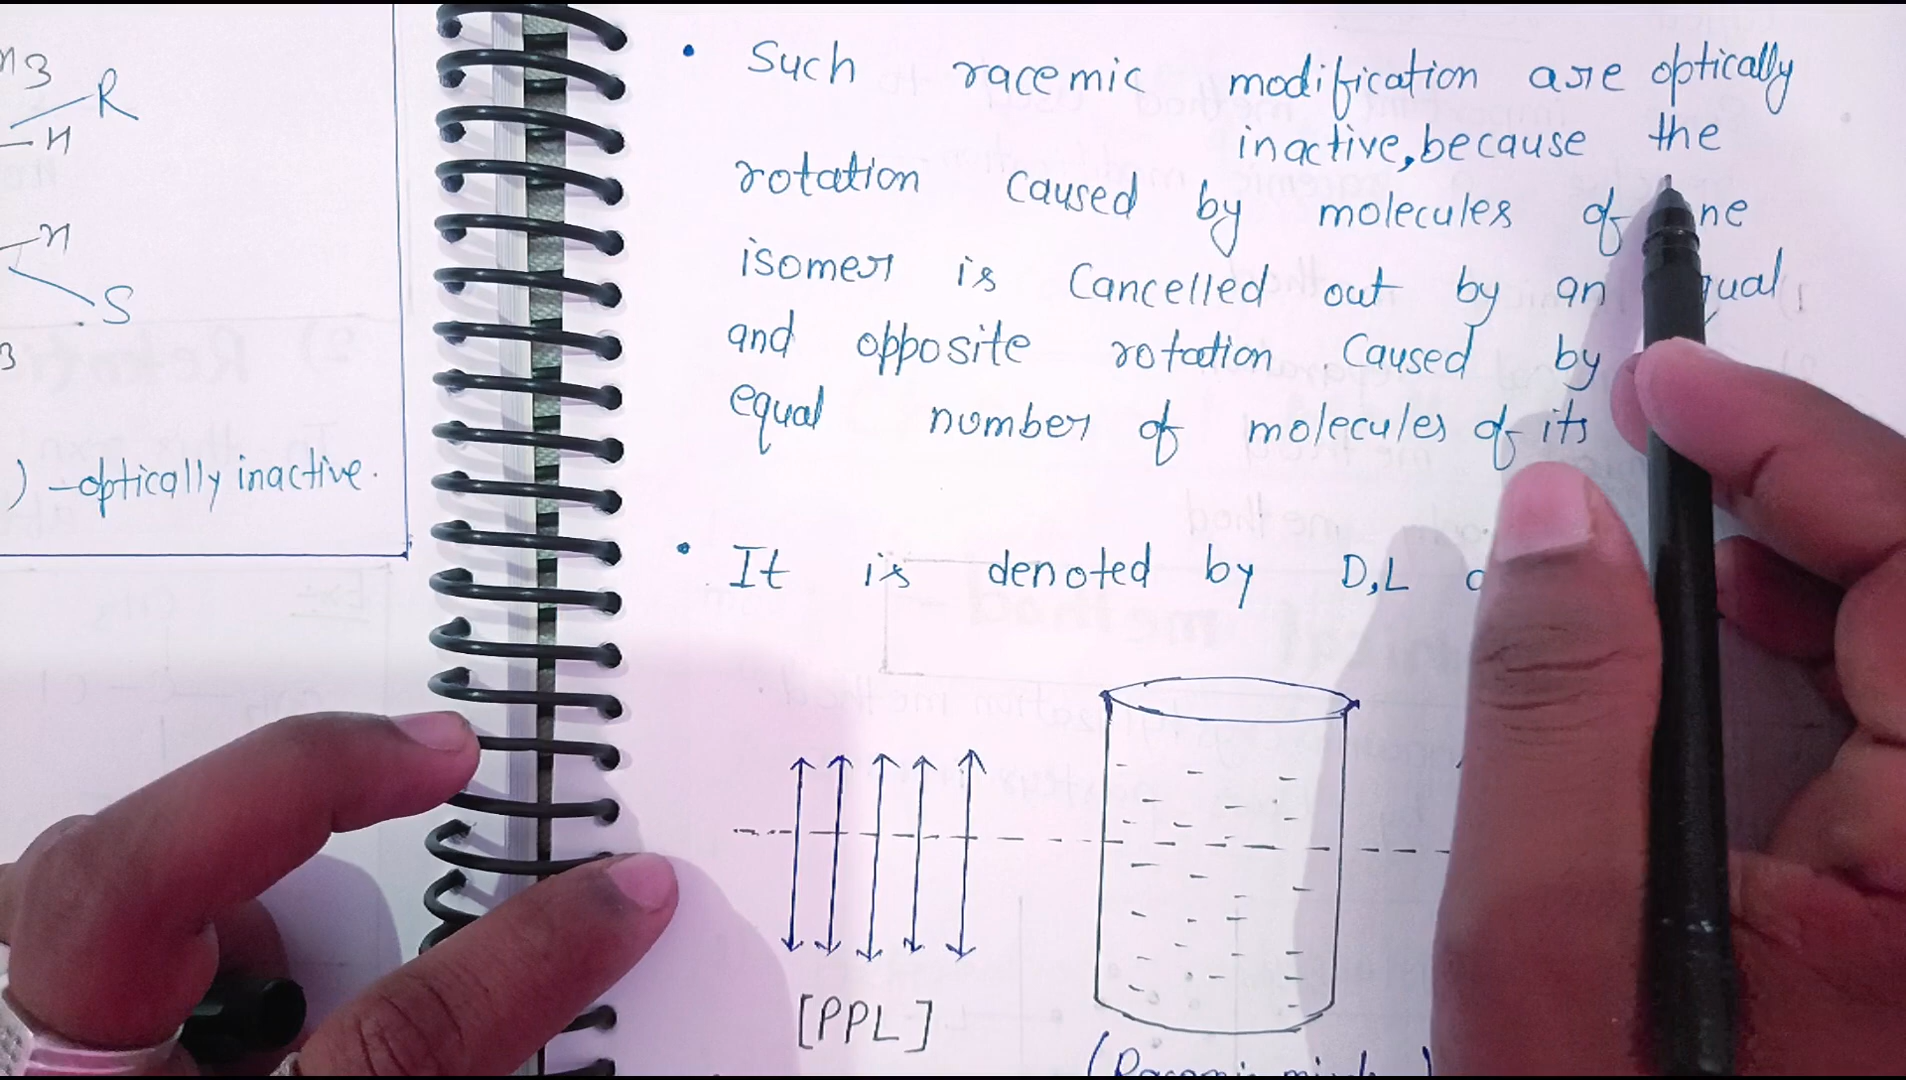 R
H
H
S
3
) - optically inactive.
• Such racemic modification are optically
inactive, because the
rotation caused by molecules of
isomer is Cancelled out by an
and opposite rotation Caused by
equal number of molecules of its
• It is denoted by D,L
[PPL]